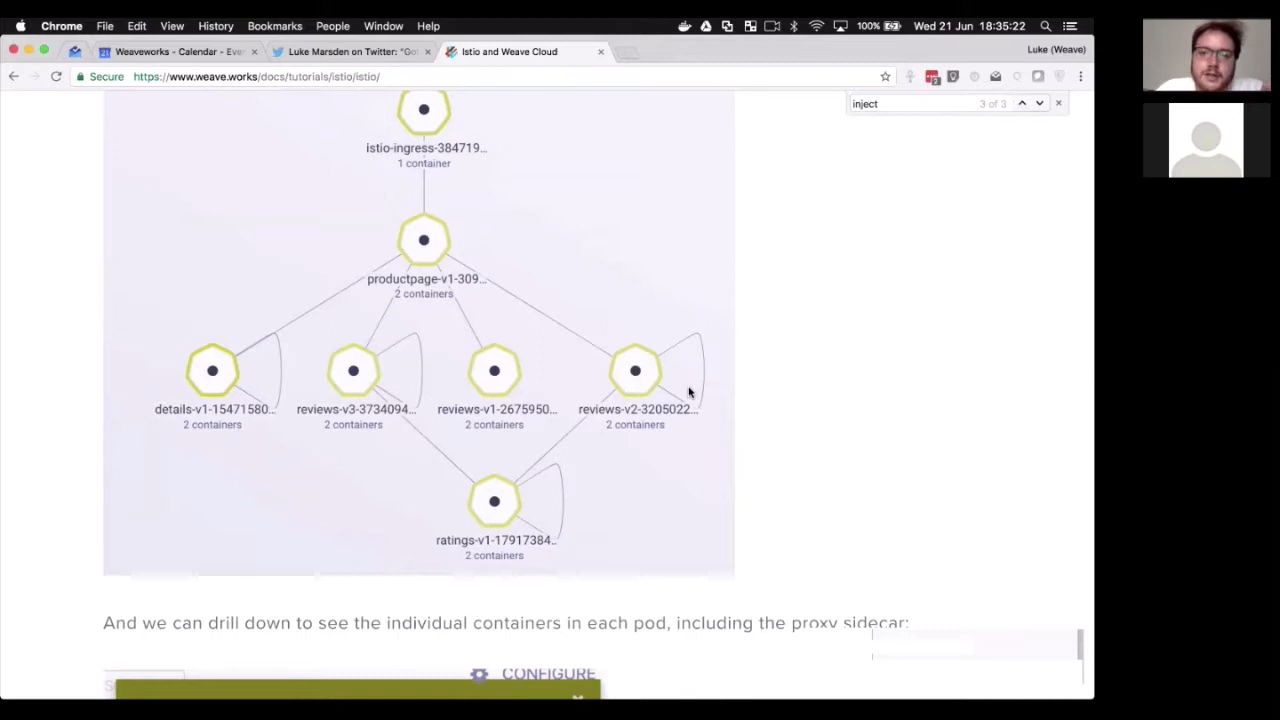 Chrome File Edit View History Bookmarks People Window Help 100% Wed 21 Jun 18:35:22
Weaveworks - Calendar - Eve Luke Marsden on Twitter: "Go Istio and Weave Cloud Luke (Weave)
Secure https://www.weave.works/docs/tutorials/istio/istio/
inject 3 of 3
istio-ingress-384719...
1 container
productpage-v1-309...
2 containers
details-v1-15471580... reviews-v3-3734094... reviews-v1-2675950... reviews-v2-3205022...
2 containers 2 containers 2 containers 2 containers
ratings-v1-17917384...
2 containers
And we can drill down to see the individual containers in each pod, including the proxy sidecar:
CONFIGURE